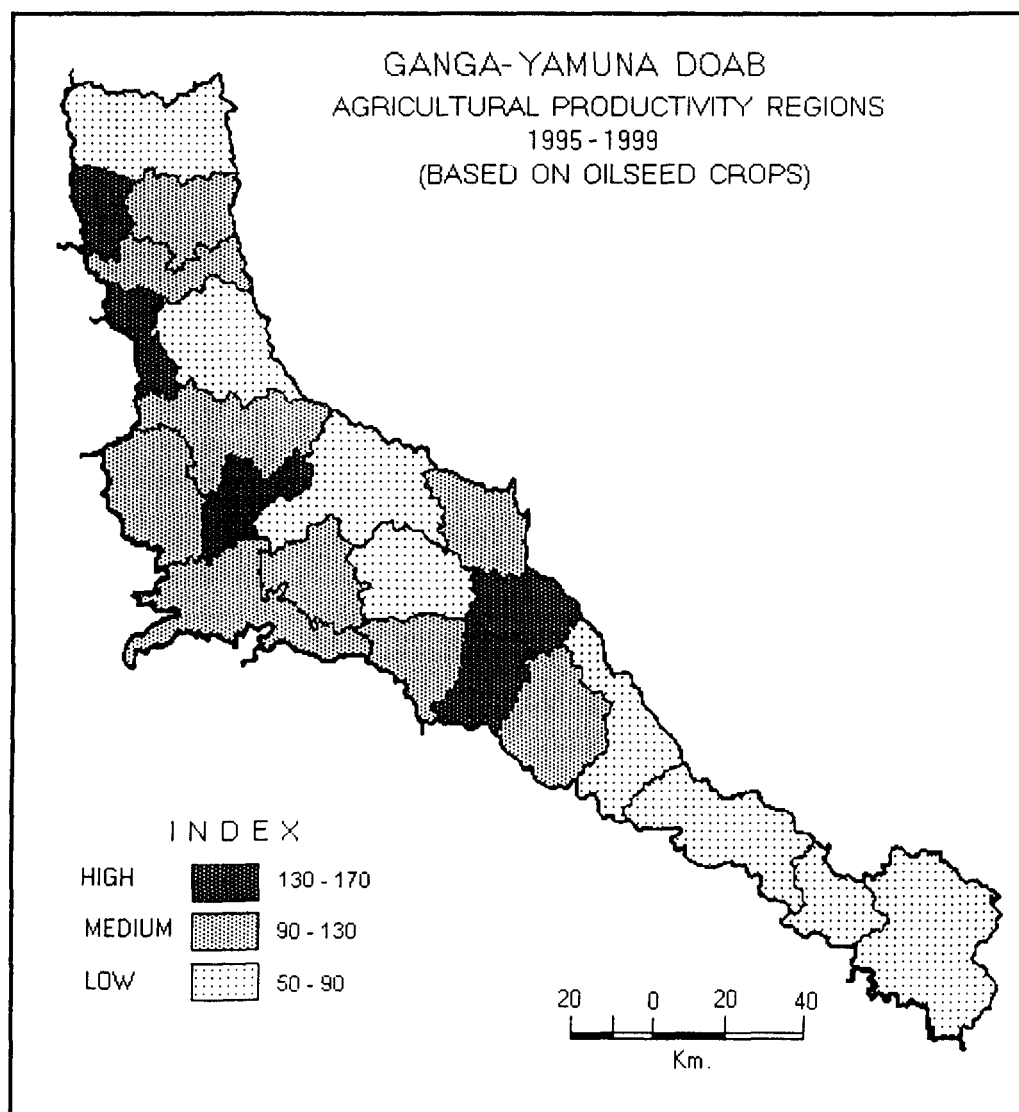 GANGA-YAMUNA DOAB
AGRICULTURAL PRODUCTIVITY REGIONS
1995-1999
(BASED ON OILSEED CROPS)
INDEX
HIGH 130-170
MEDIUM 90-130
LOW 50-90
20 0 20 40
Km.